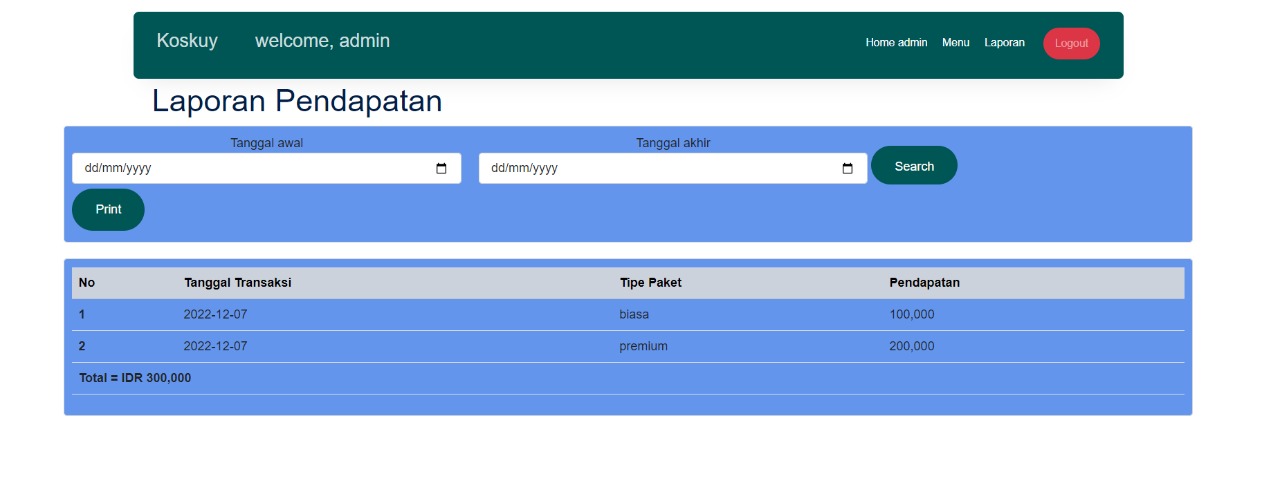 Koskuy welcome, admin Home admin Menu Laporan Logout
Laporan Pendapatan
Tanggal awal Tanggal akhir
dd/mm/yyyy dd/mm/yyyy Search
Print
No Tanggal Transaksi Tipe Paket Pendapatan
1 2022-12-07 biasa 100,000
2 2022-12-07 premium 200,000
Total = IDR 300,000